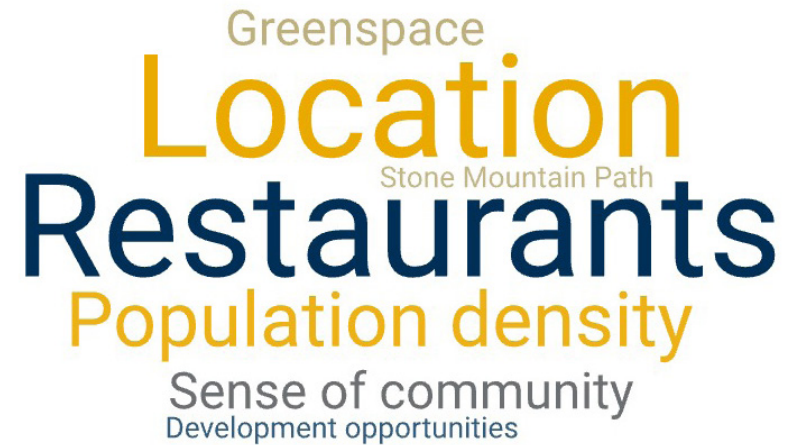 Greenspace
Location
Stone Mountain Path
Restaurants
Population density
Sense of community
Development opportunities